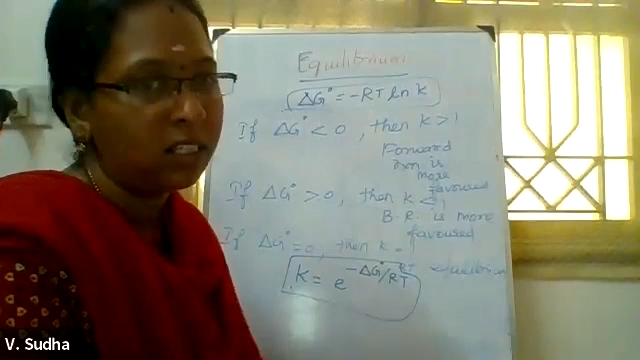 Equilibrium
ΔG° = -RT ln K
If ΔG° < 0, then K > 1
Forward
rxn is
more
favoured
If ΔG° > 0, then K < 1
B.R. is more
favoured
If ΔG° = 0, then K =
RT equilibrium
K = e^(-ΔG°/RT)
V. Sudha